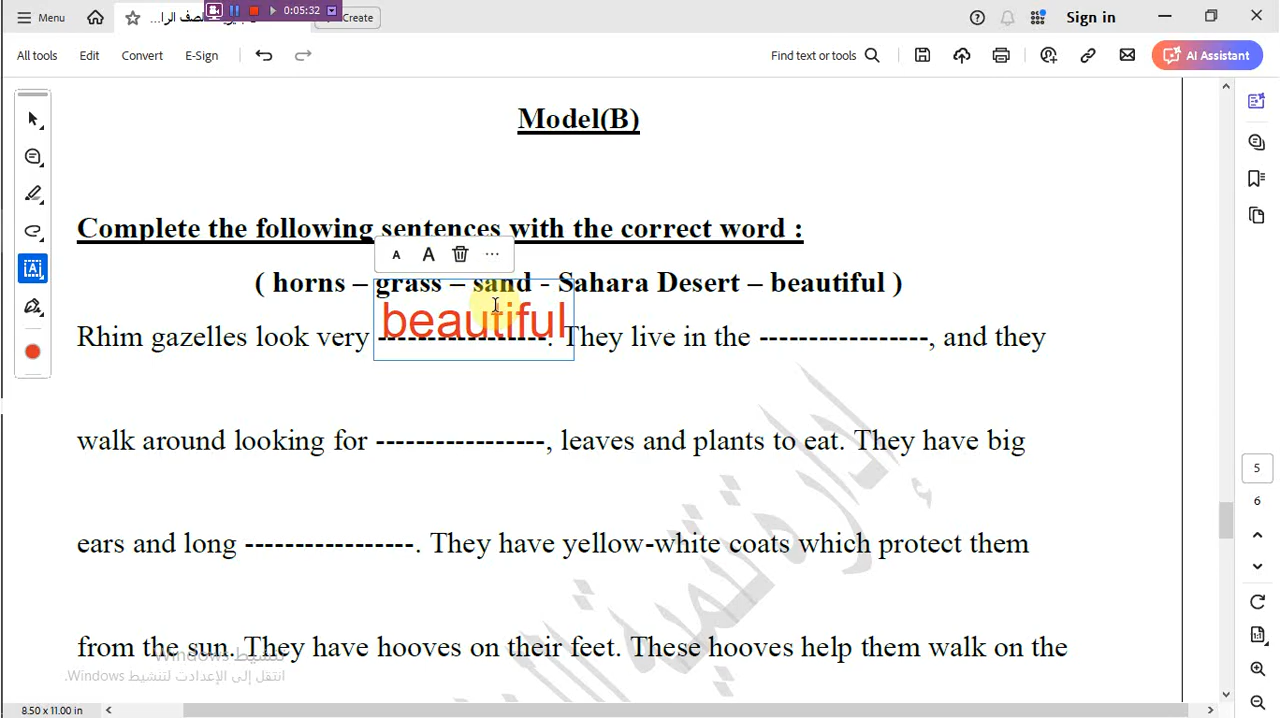 Menu
الصف الرا...
0:05:32
Create
Sign in
All tools
Edit
Convert
E-Sign
Find text or tools
AI Assistant
Model(B)
Complete the following sentences with the correct word :
A A ...
( horns – grass – sand - Sahara Desert – beautiful )
beautiful
Rhim gazelles look very -----------------. They live in the -----------------, and they
walk around looking for -----------------, leaves and plants to eat. They have big
ears and long -----------------. They have yellow-white coats which protect them
from the sun. They have hooves on their feet. These hooves help them walk on the
تنشيط Windows
انتقل إلى الإعدادت لتنشيط Windows.
5
6
1:1
8.50 x 11.00 in